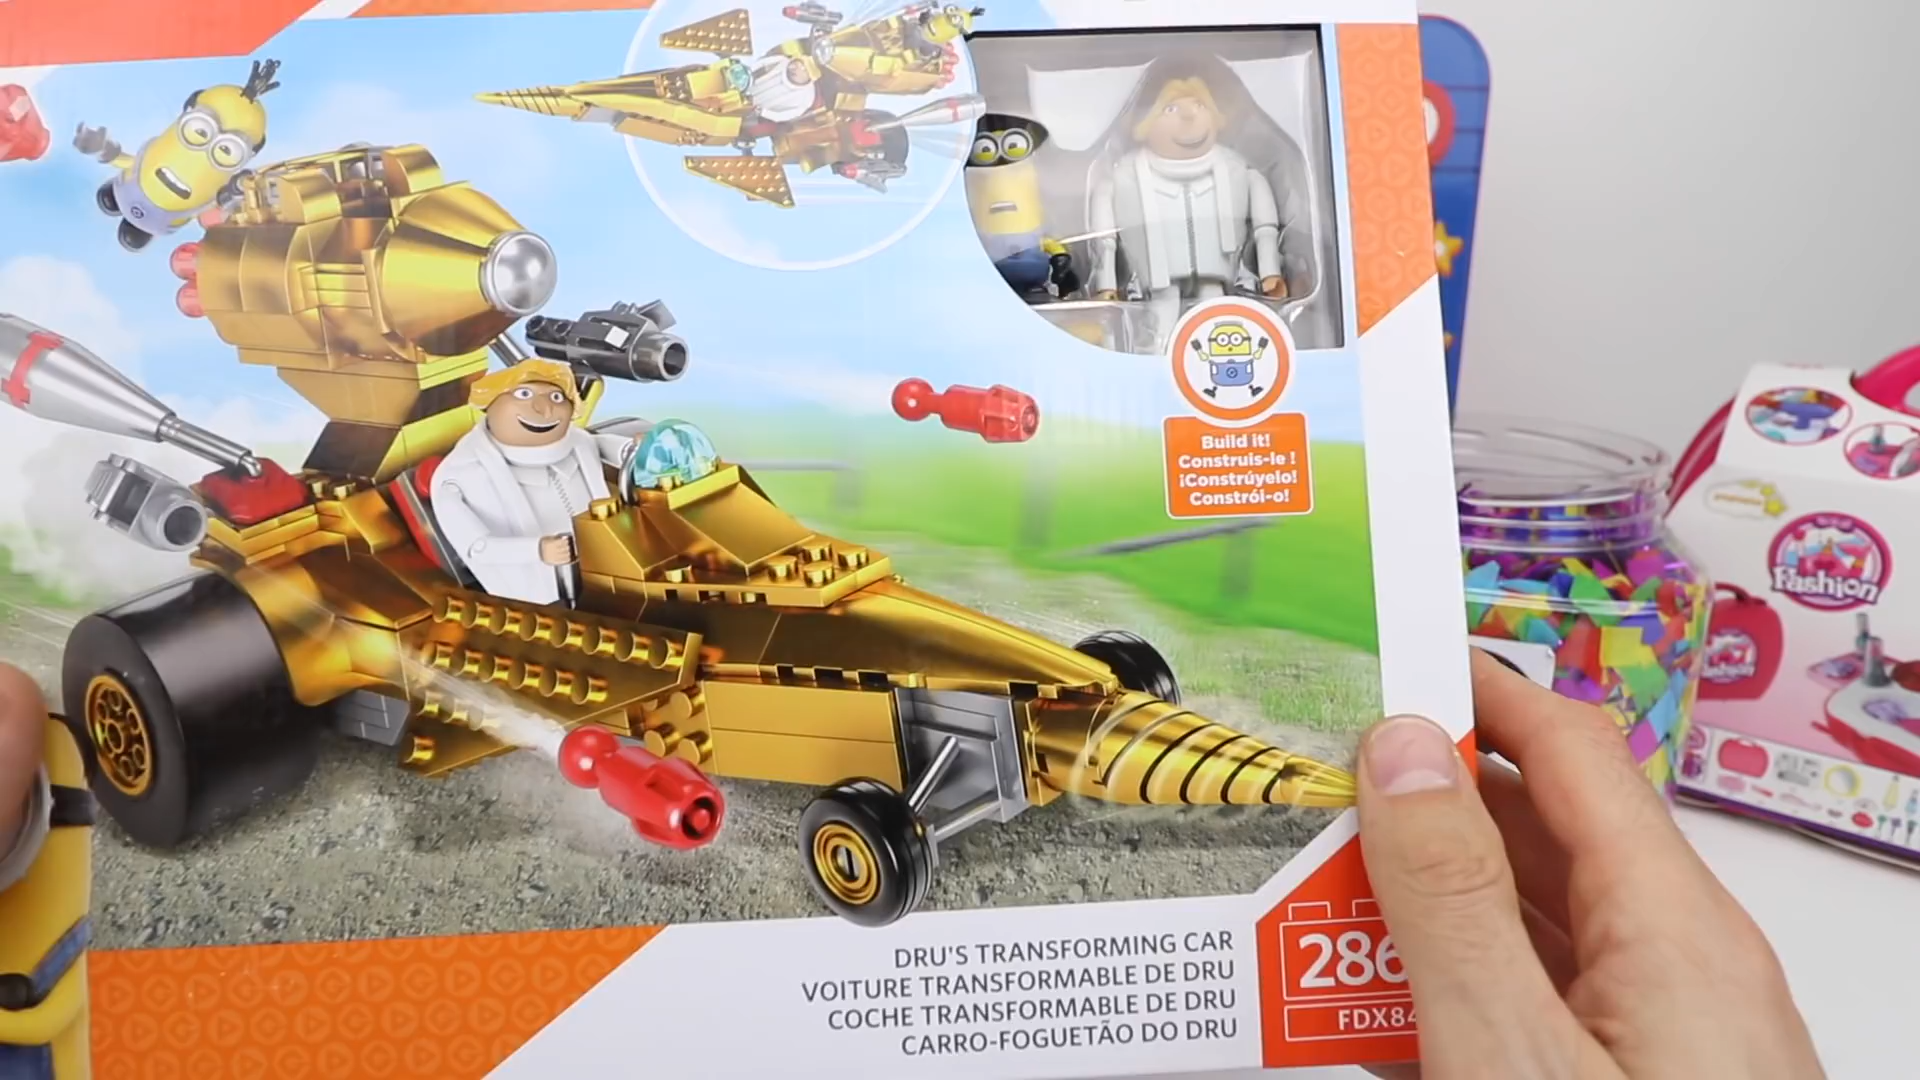 Build it!
Construis-le !
¡Constrúyelo!
Constrói-o!
Fashion
DRU'S TRANSFORMING CAR
VOITURE TRANSFORMABLE DE DRU
COCHE TRANSFORMABLE DE DRU
CARRO-FOGUETÃO DO DRU
286
FDX84